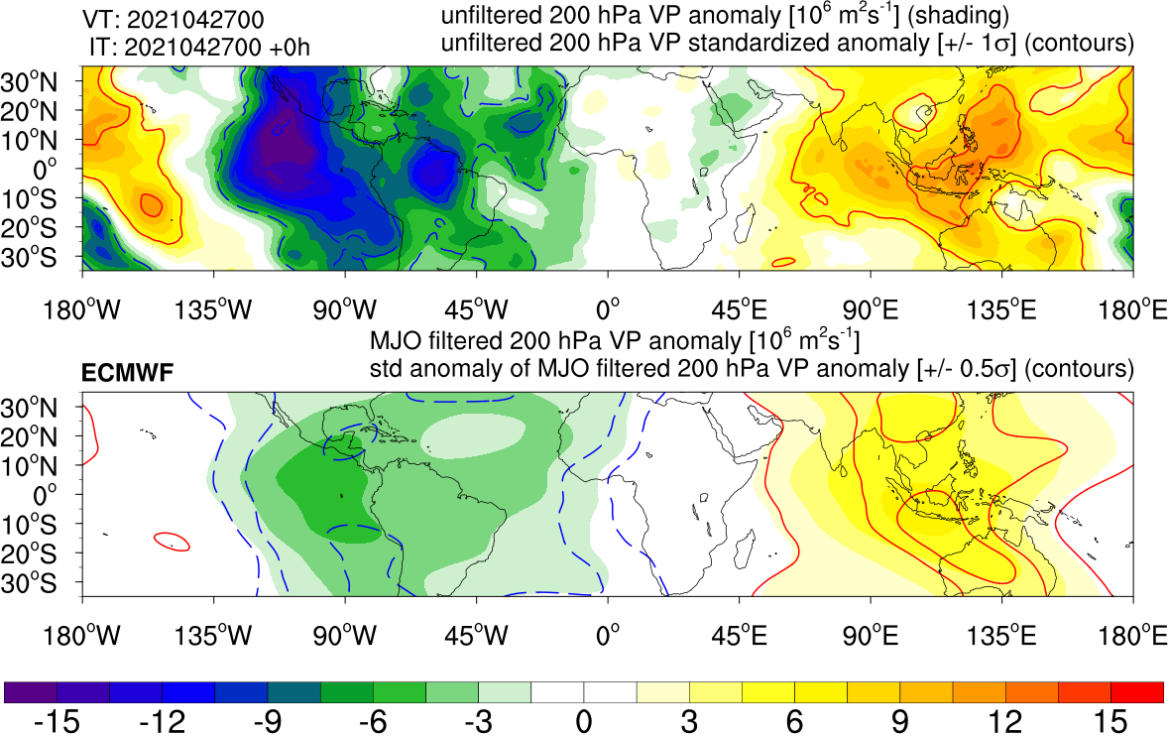 VT: 2021042700
unfiltered 200 hPa VP anomaly [10⁶ m²s⁻¹] (shading)
IT: 2021042700 +0h
unfiltered 200 hPa VP standardized anomaly [+/- 1σ] (contours)
30°N
20°N
10°N
0°
10°S
20°S
30°S
180°W 135°W 90°W 45°W 0° 45°E 90°E 135°E 180°E
MJO filtered 200 hPa VP anomaly [10⁶ m²s⁻¹]
ECMWF
std anomaly of MJO filtered 200 hPa VP anomaly [+/- 0.5σ] (contours)
30°N
20°N
10°N
0°
10°S
20°S
30°S
180°W 135°W 90°W 45°W 0° 45°E 90°E 135°E 180°E
-15 -12 -9 -6 -3 0 3 6 9 12 15